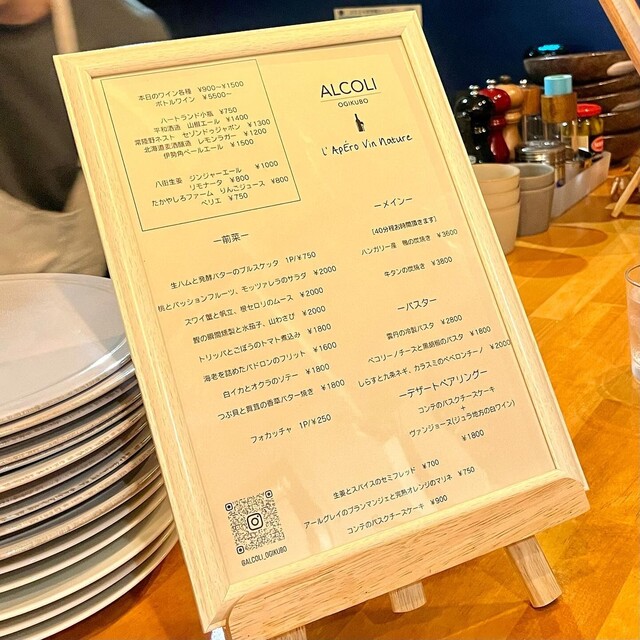 本日のワイン各種 ¥900~¥1500
ボトルワイン ¥5500~
ハートランド小瓶 ¥750
平和酒造 山椒エール ¥1400
常陸野ネスト セゾンドゥジャポン ¥1300
北海道麦酒醸造 レモンラガー ¥1200
伊勢角ペールエール ¥1500
八街生姜 ジンジャーエール ¥1000
リモナータ ¥800
たかやしろファーム りんごジュース ¥800
ペリエ ¥750
ALCOLI
OGIKUBO
L'ApÉro Vin Nature
ー前菜ー
生ハムと発酵バターのブルスケッタ 1P/¥750
桃とパッションフルーツ、モッツァレラのサラダ ¥2000
ズワイ蟹と帆立、根セロリのムース ¥2000
鰹の瞬間燻製と水茄子、山わさび ¥2000
トリッパとごぼうのトマト煮込み ¥1800
海老を詰めたパドロンのフリット ¥1600
白イカとオクラのソテー ¥1800
つぶ貝と舞茸の香草バター焼き ¥1800
フォカッチャ 1P/¥250
ーメインー
[40分程お時間頂きます]
ハンガリー産 鴨の炭焼き ¥3600
牛タンの炭焼き ¥3800
ーパスター
雲丹の冷製パスタ ¥2800
ペコリーノチーズと黒胡椒のパスタ ¥1800
しらすと九条ネギ、カラスミのペペロンチーノ ¥2000
ーデザートペアリングー
コンテのバスクチーズケーキ
+
ヴァンジョーヌ(ジュラ地方の白ワイン)
¥1800
生姜とスパイスのセミフレッド ¥700
アールグレイのブランマンジェと完熟オレンジのマリネ ¥750
コンテのバスクチーズケーキ ¥900
@ALCOLI_OGIKUBO